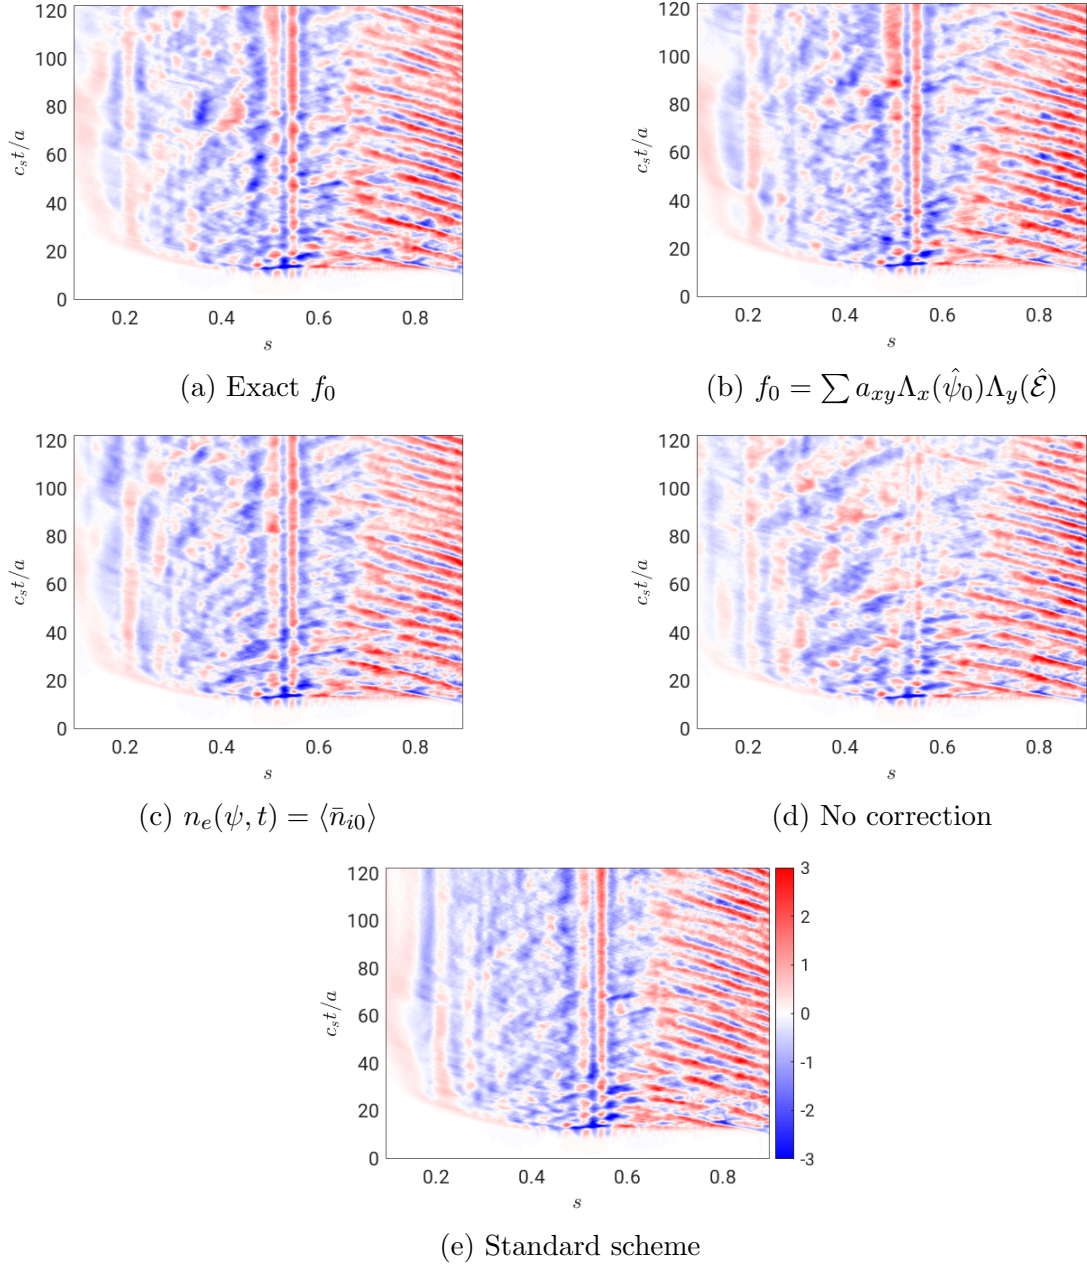 120
100
80
60
40
20
0
c_s t/a
0.2 0.4 0.6 0.8
s
(a) Exact f_0
120
100
80
60
40
20
0
c_s t/a
0.2 0.4 0.6 0.8
s
(b) f_0 = ∑ a_{xy}Λ_x(ψ̂_0)Λ_y(Ê)
120
100
80
60
40
20
0
c_s t/a
0.2 0.4 0.6 0.8
s
(c) n_e(ψ, t) = ⟨n̄_{i0}⟩
120
100
80
60
40
20
0
c_s t/a
0.2 0.4 0.6 0.8
s
(d) No correction
120
100
80
60
40
20
0
c_s t/a
0.2 0.4 0.6 0.8
s
3
2
1
0
-1
-2
-3
(e) Standard scheme